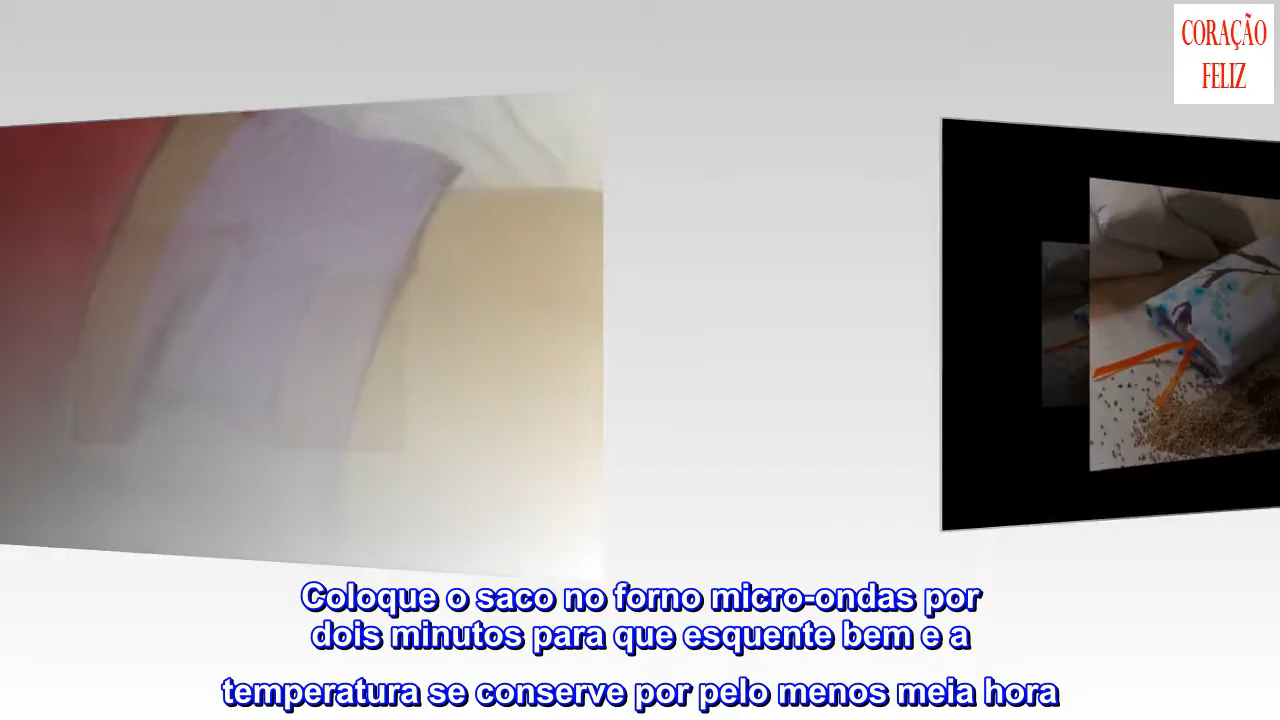 CORAÇÃO
FELIZ
Coloque o saco no forno micro-ondas por
dois minutos para que esquente bem e a
temperatura se conserve por pelo menos meia hora